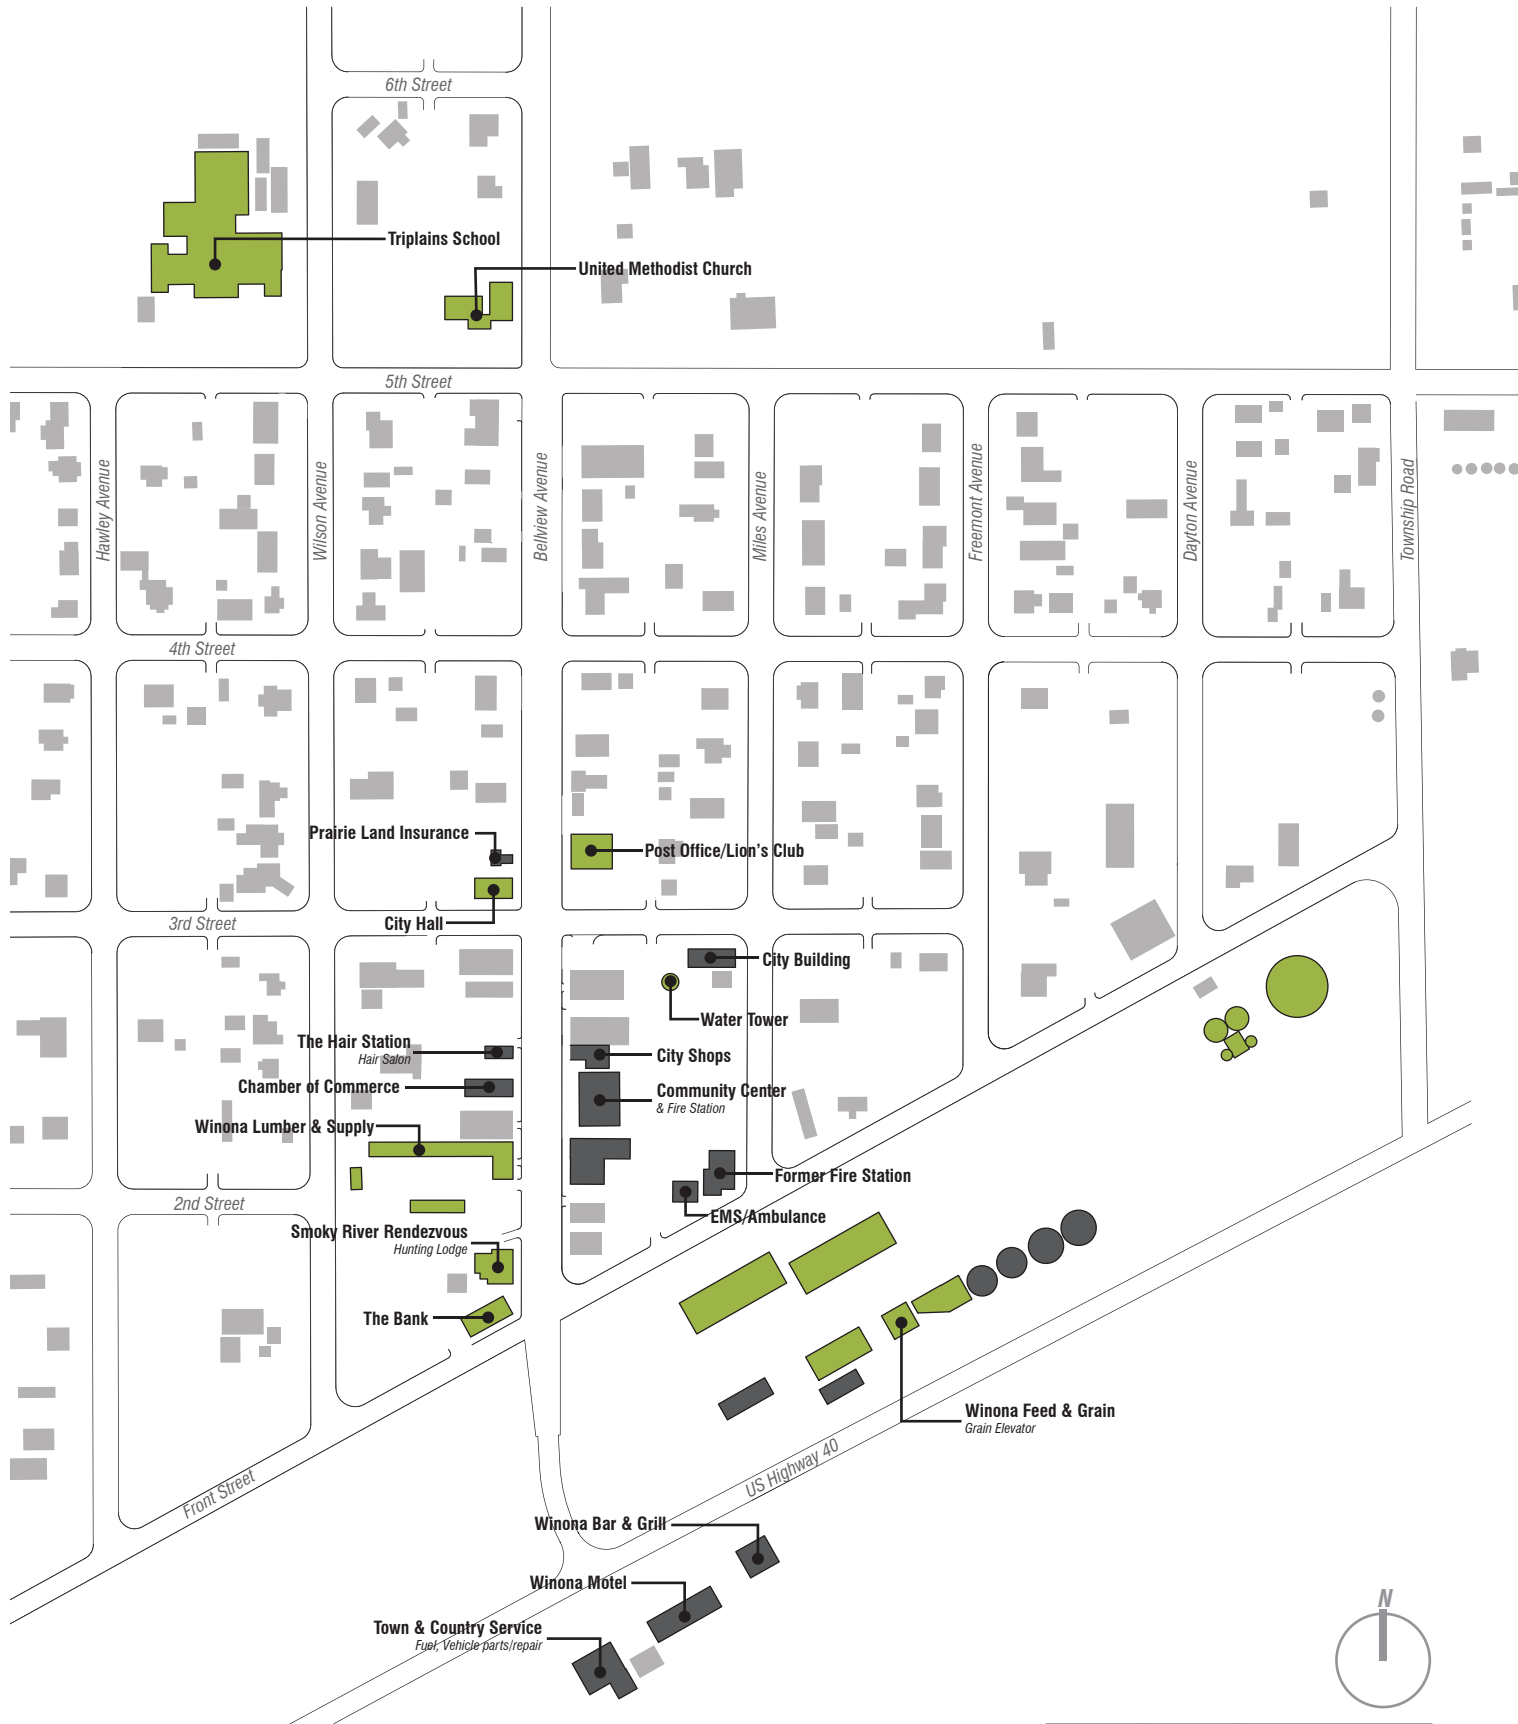 6th Street
Triplains School
United Methodist Church
5th Street
Hawley Avenue
Wilson Avenue
Bellview Avenue
Miles Avenue
Freemont Avenue
Dayton Avenue
Township Road
4th Street
Prairie Land Insurance
Post Office/Lion's Club
City Hall
3rd Street
City Building
Water Tower
The Hair Station
Hair Salon
City Shops
Chamber of Commerce
Community Center
& Fire Station
Winona Lumber & Supply
Former Fire Station
2nd Street
EMS/Ambulance
Smoky River Rendezvous
Hunting Lodge
The Bank
Winona Feed & Grain
Grain Elevator
US Highway 40
Front Street
Winona Bar & Grill
Winona Motel
Town & Country Service
Fuel, Vehicle parts/repair
N